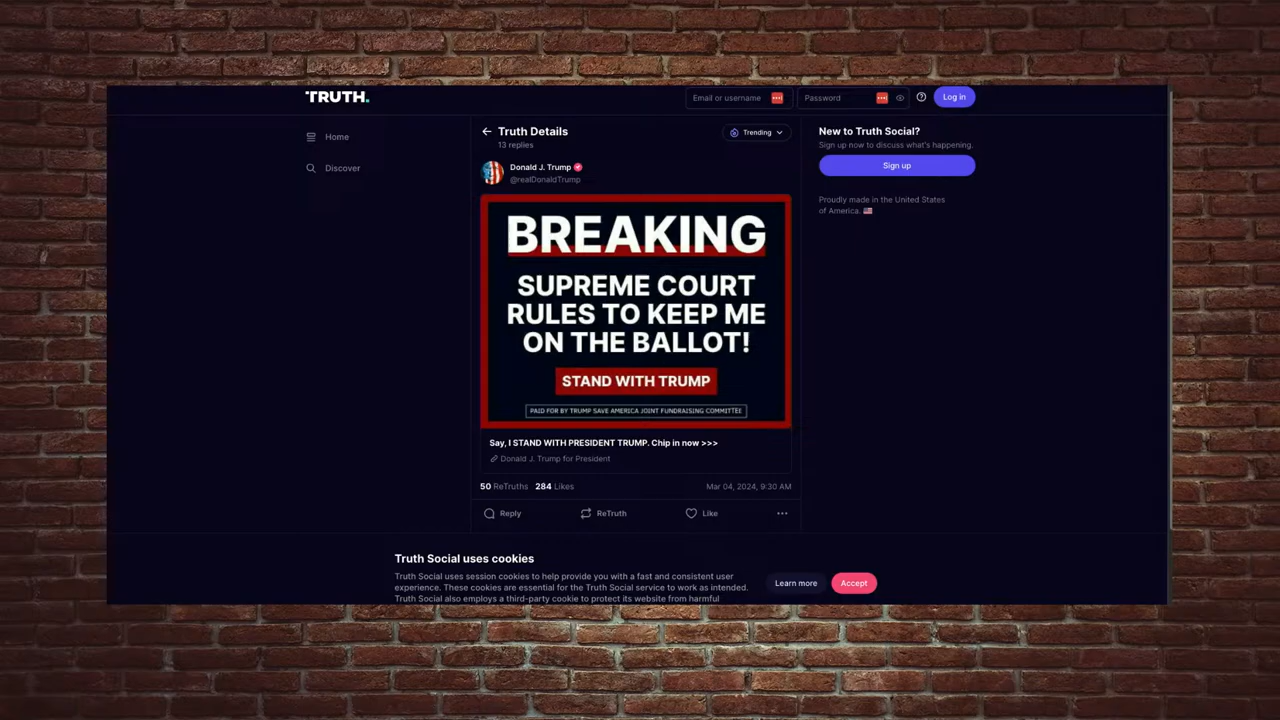 TRUTH.
Email or username
Password
Log in
Home
Discover
Truth Details
13 replies
Trending
Donald J. Trump
@realDonaldTrump
BREAKING
SUPREME COURT
RULES TO KEEP ME
ON THE BALLOT!
STAND WITH TRUMP
PAID FOR BY TRUMP SAVE AMERICA JOINT FUNDRAISING COMMITTEE
Say, I STAND WITH PRESIDENT TRUMP. Chip in now >>>
Donald J. Trump for President
50 ReTruths 284 Likes
Mar 04, 2024, 9:30 AM
Reply
ReTruth
Like
New to Truth Social?
Sign up now to discuss what's happening.
Sign up
Proudly made in the United States
of America. 🇺🇸
Truth Social uses cookies
Truth Social uses session cookies to help provide you with a fast and consistent user
experience. These cookies are essential for the Truth Social service to work as intended.
Truth Social also employs a third-party cookie to protect its website from harmful
Learn more
Accept